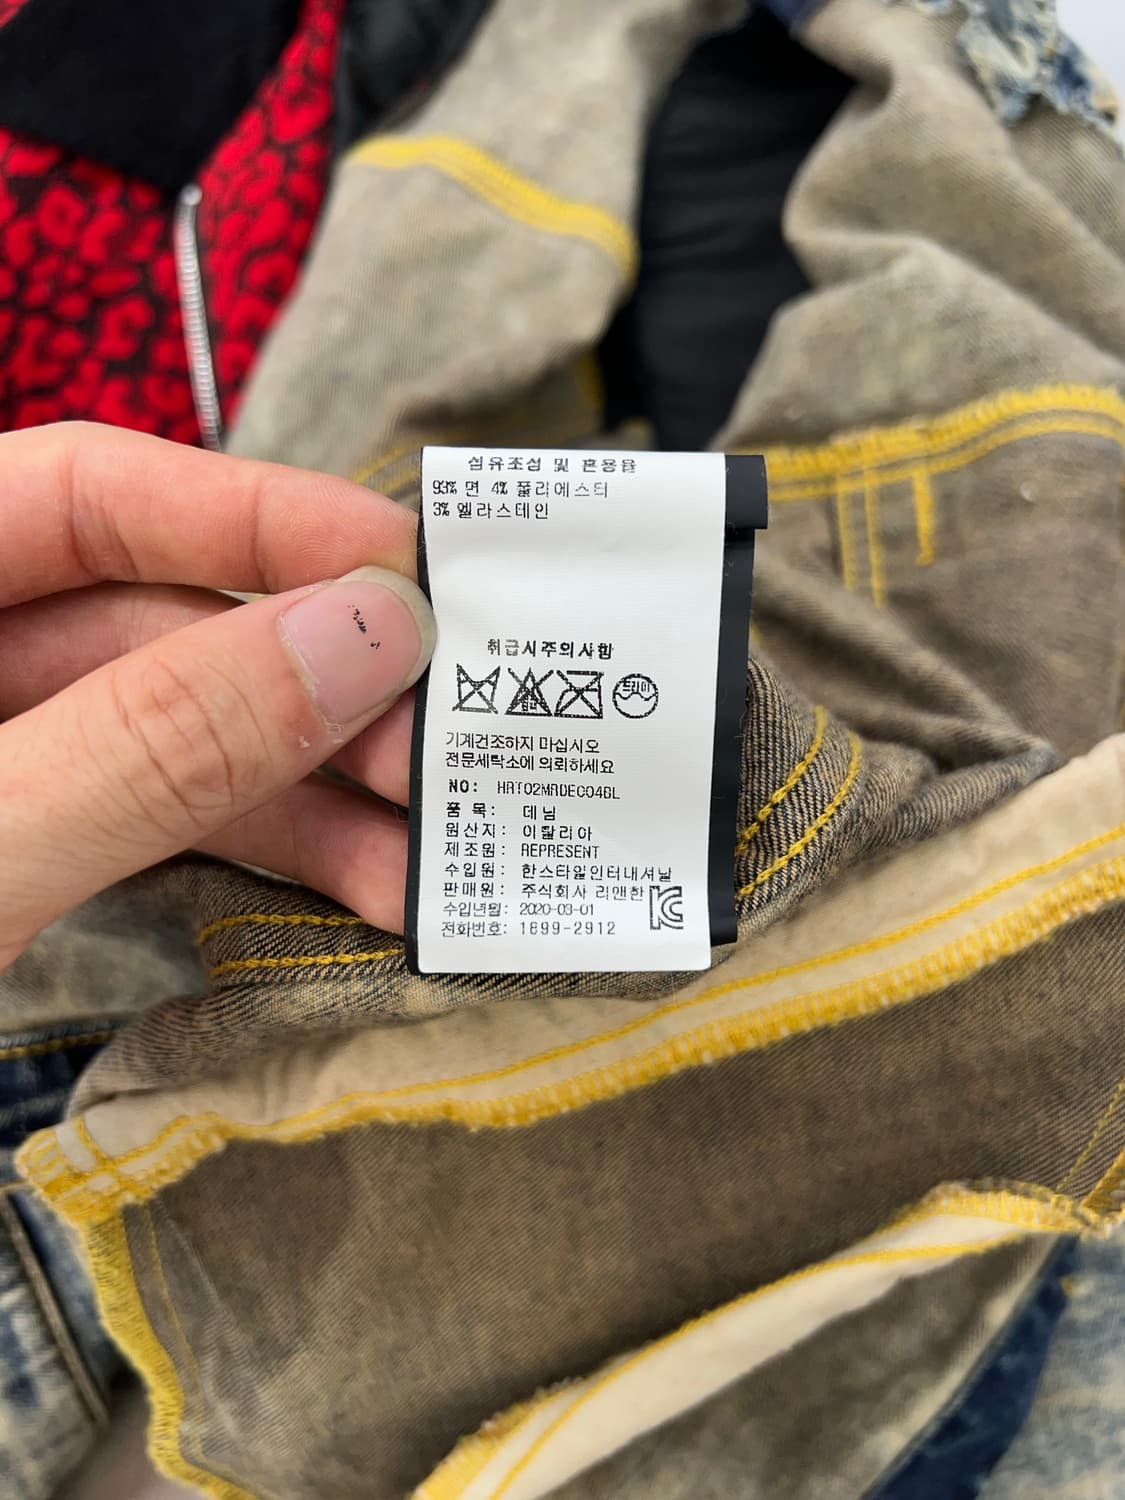 섬유조성 및 혼용율
93% 면 4% 폴리에스터
3% 엘라스테인
취급시주의사항
드라이
기계건조하지 마십시오
전문세탁소에 의뢰하세요
NO: HRT02MRDEC04BL
품 목: 데님
원산지: 이탈리아
제조원: REPRESENT
수입원: 한스타일인터내셔날
판매원: 주식회사 리앤한
수입년월: 2020-03-01
전화번호: 1899-2912